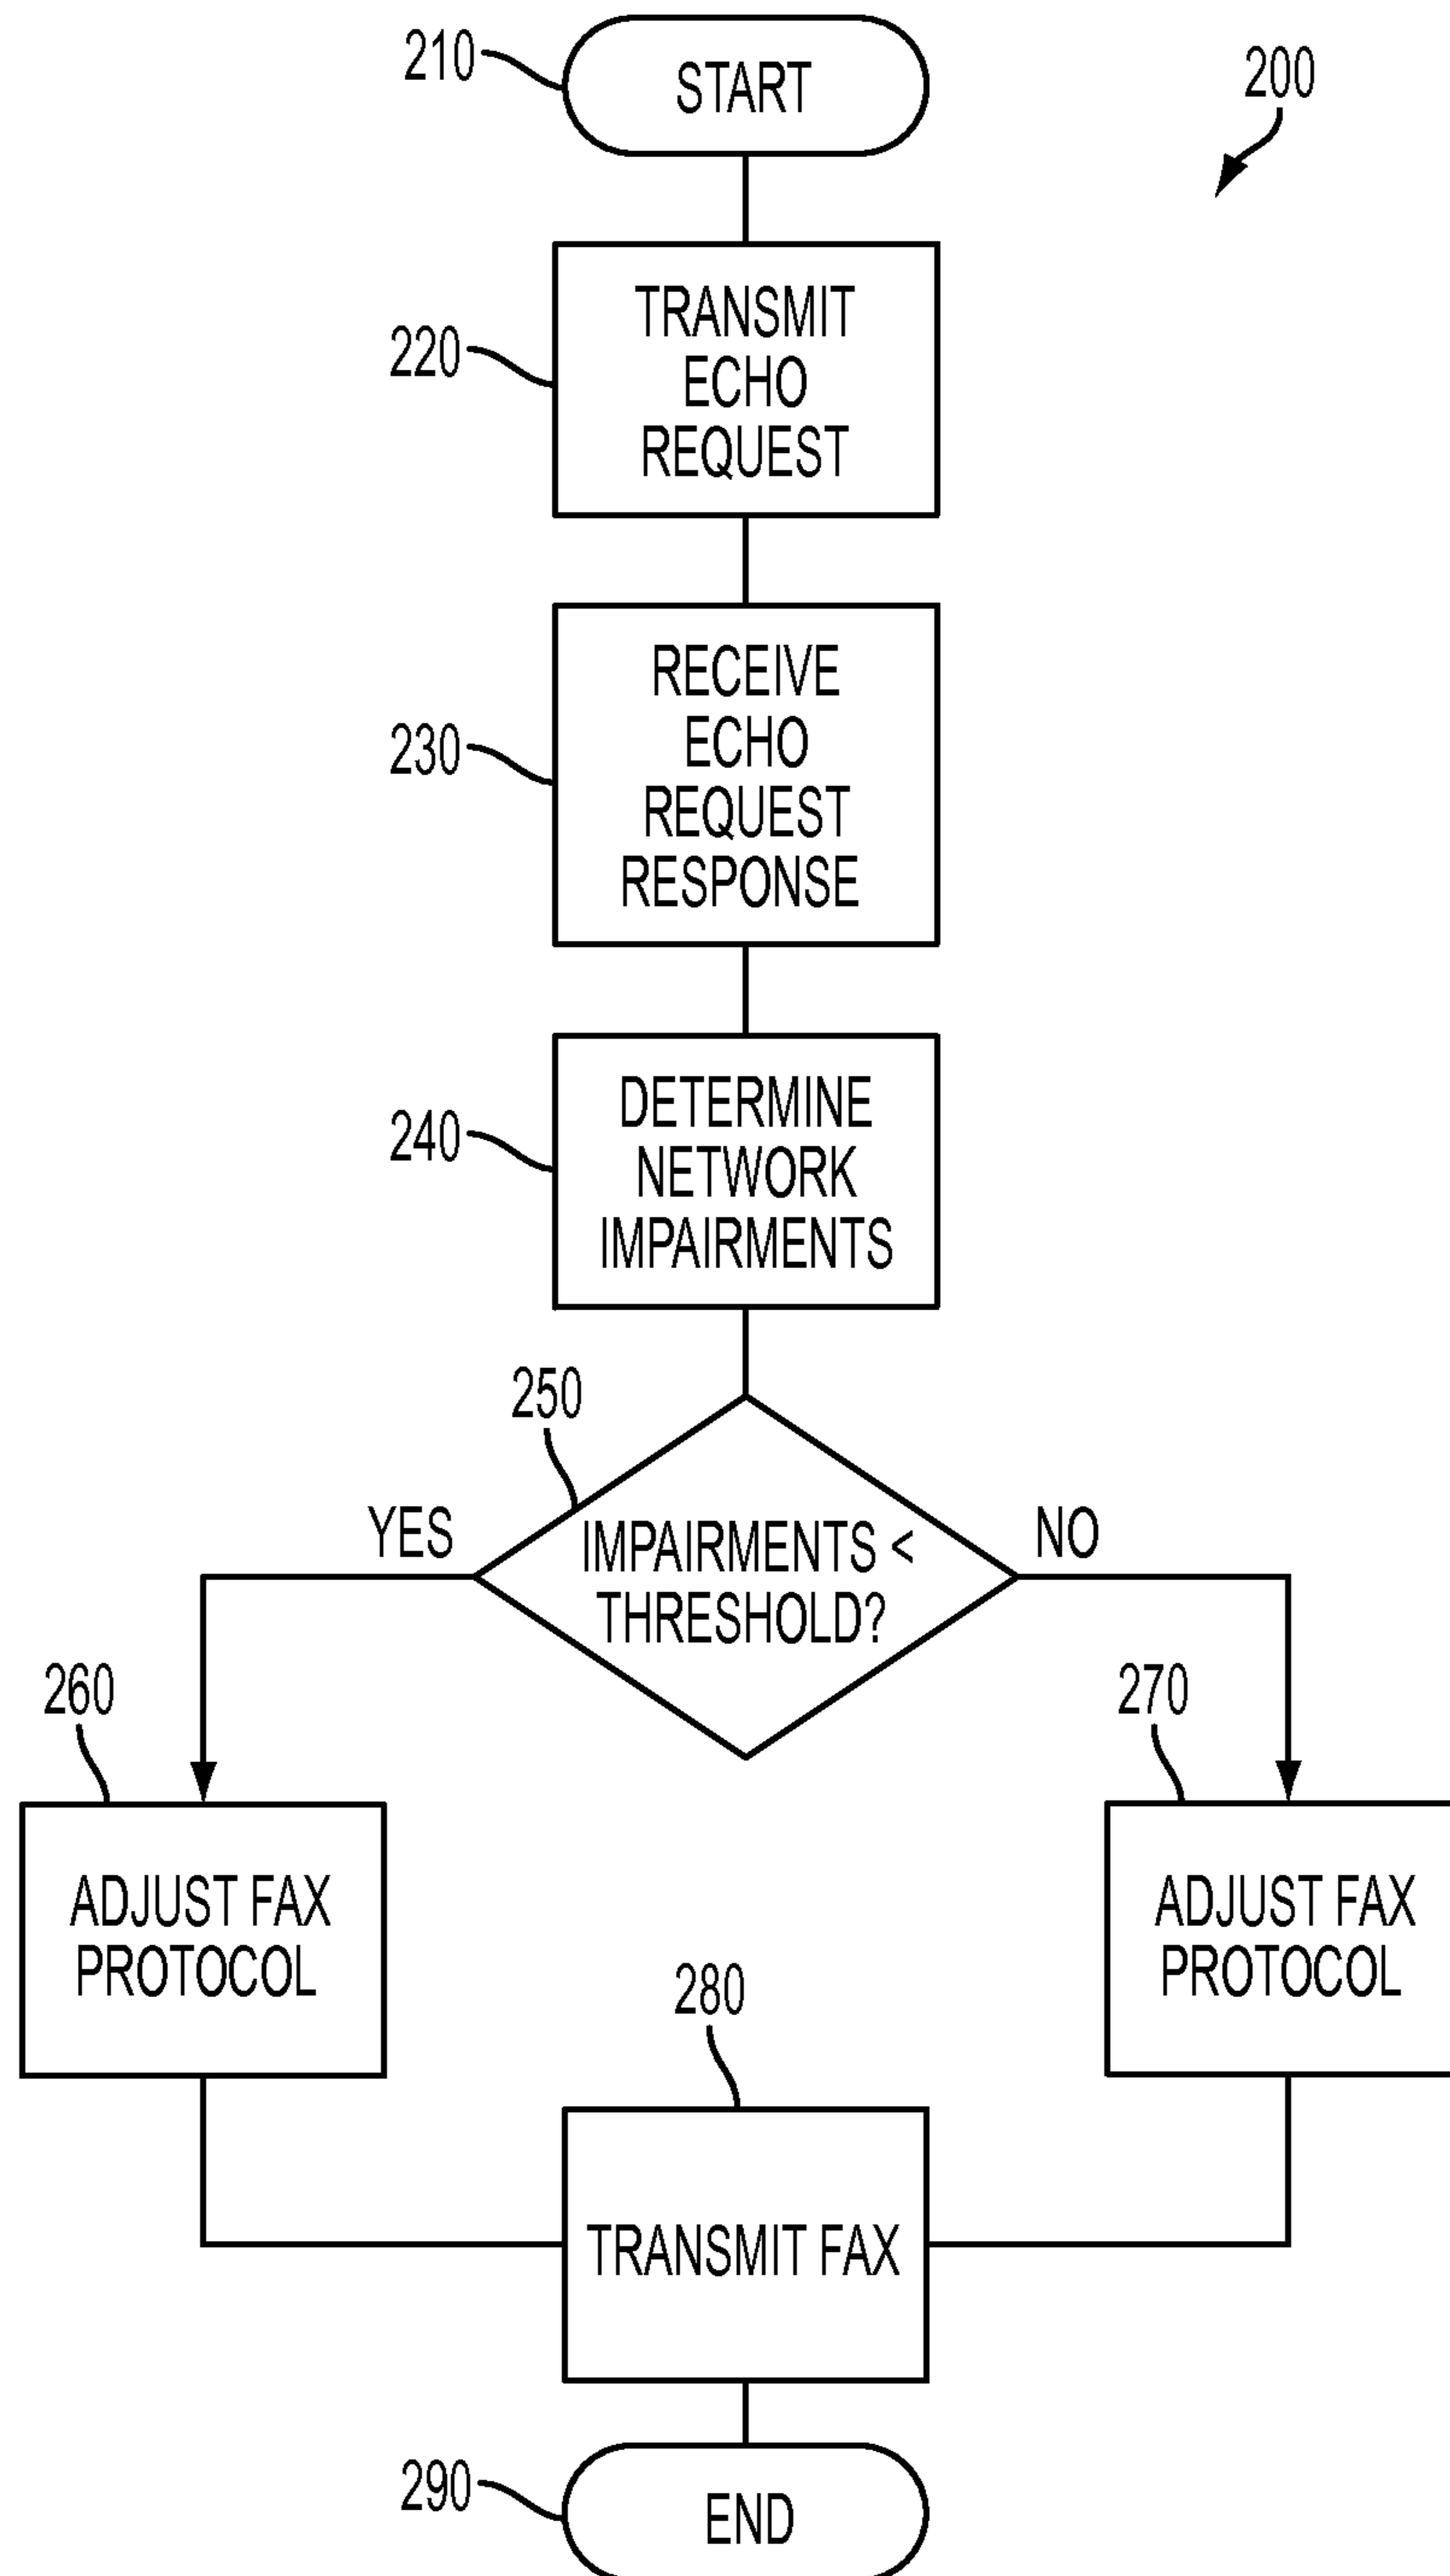 210
START
200
220
TRANSMIT
ECHO
REQUEST
230
RECEIVE
ECHO
REQUEST
RESPONSE
240
DETERMINE
NETWORK
IMPAIRMENTS
250
YES
IMPAIRMENTS <
THRESHOLD?
NO
260
ADJUST FAX
PROTOCOL
270
ADJUST FAX
PROTOCOL
280
TRANSMIT FAX
290
END